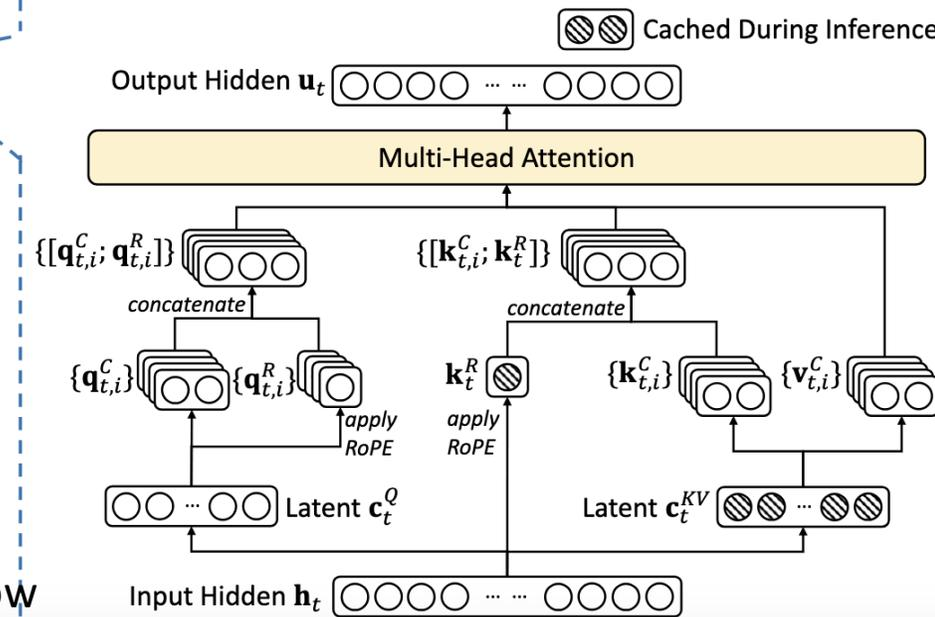 Cached During Inference
Output Hidden u_t
Multi-Head Attention
{[q^C_{t,i}; q^R_{t,i}]}
{[k^C_{t,i}; k^R_t]}
concatenate
concatenate
{q^C_{t,i}}
{q^R_{t,i}}
k^R_t
{k^C_{t,i}}
{v^C_{t,i}}
apply
RoPE
apply
RoPE
Latent c^Q_t
Latent c^{KV}_t
Input Hidden h_t